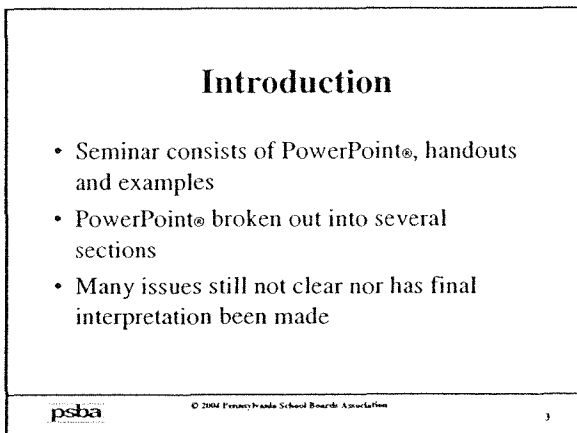 Introduction
• Seminar consists of PowerPoint®, handouts
and examples
• PowerPoint® broken out into several
sections
• Many issues still not clear nor has final
interpretation been made
psba
© 2004 Pennsylvania School Boards Association
3